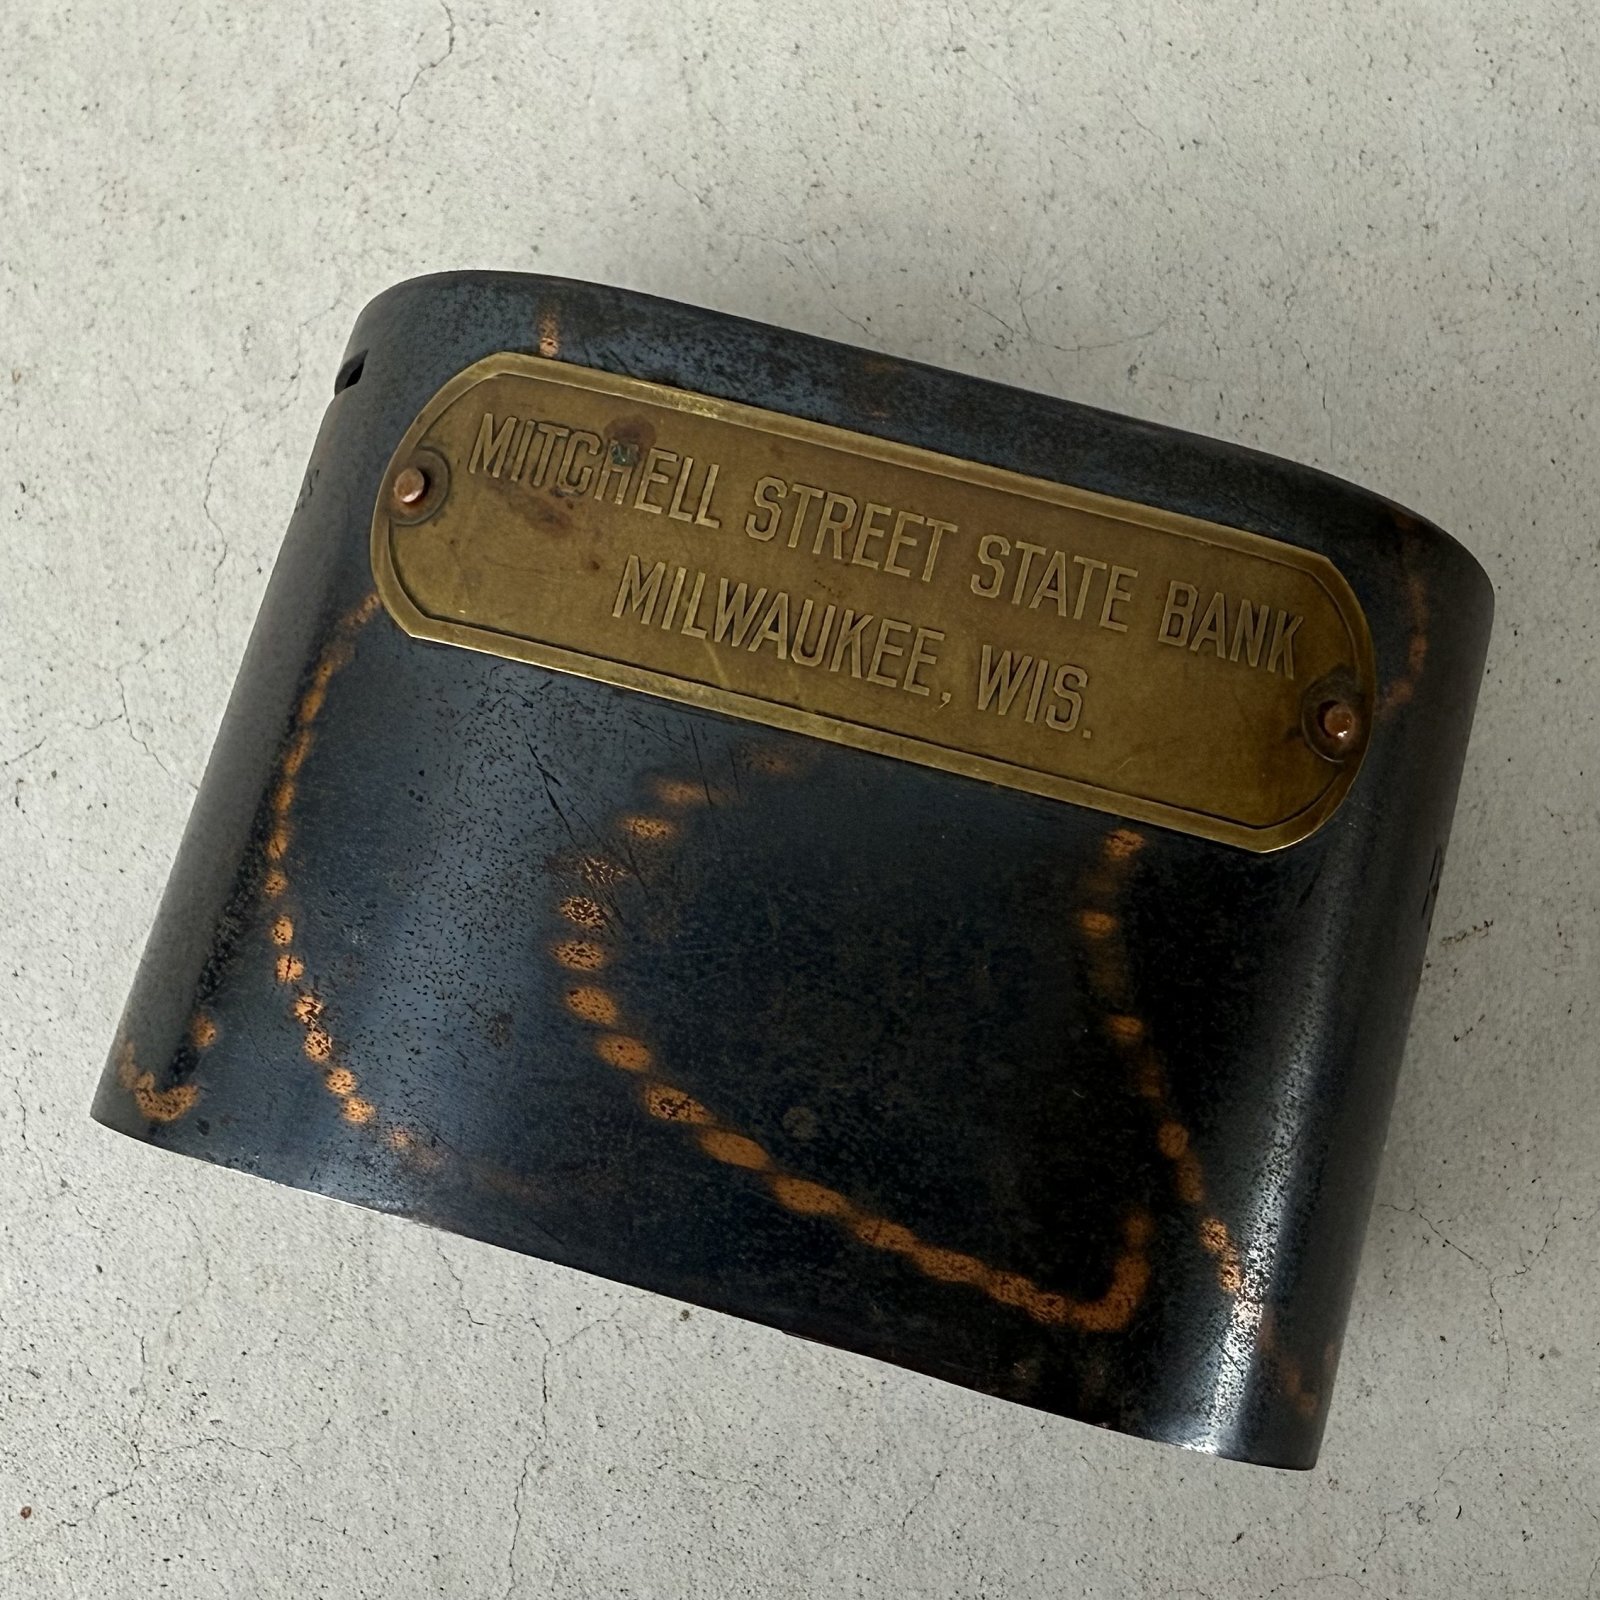 MITCHELL STREET STATE BANK
MILWAUKEE, WIS.